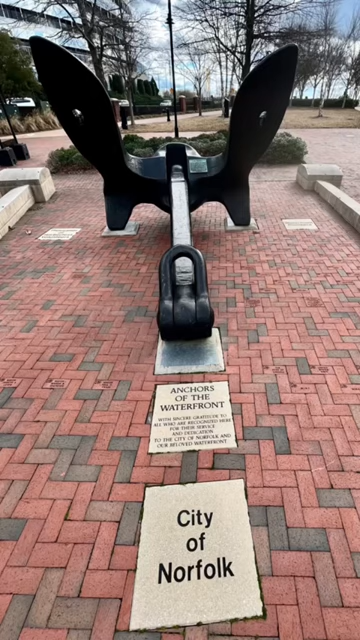 ANCHORS
OF THE
WATERFRONT
WITH SINCERE GRATITUDE TO
ALL WHO ARE RECOGNIZED HERE
FOR THEIR SERVICE
AND DEDICATION
TO THE CITY OF NORFOLK AND
OUR BELOVED WATERFRONT
City
of
Norfolk